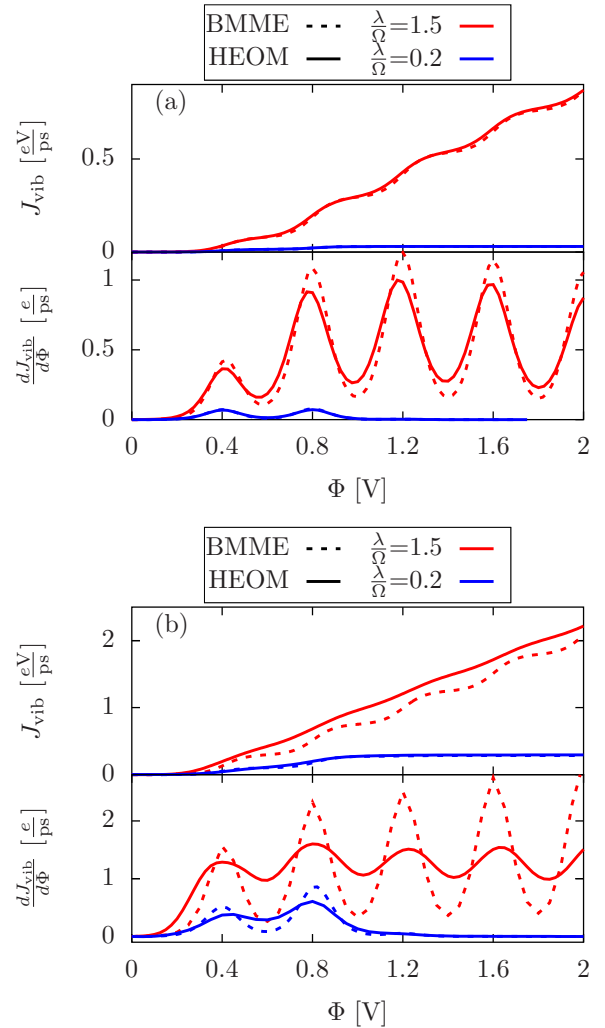 BMME λ/Ω=1.5
HEOM λ/Ω=0.2
(a)
J_vib [eV/ps]
0.5
0
dJ_vib/dΦ [e/ps]
1
0.5
0
0 0.4 0.8 1.2 1.6 2
Φ [V]
BMME λ/Ω=1.5
HEOM λ/Ω=0.2
(b)
J_vib [eV/ps]
2
1
0
dJ_vib/dΦ [e/ps]
2
1
0
0 0.4 0.8 1.2 1.6 2
Φ [V]